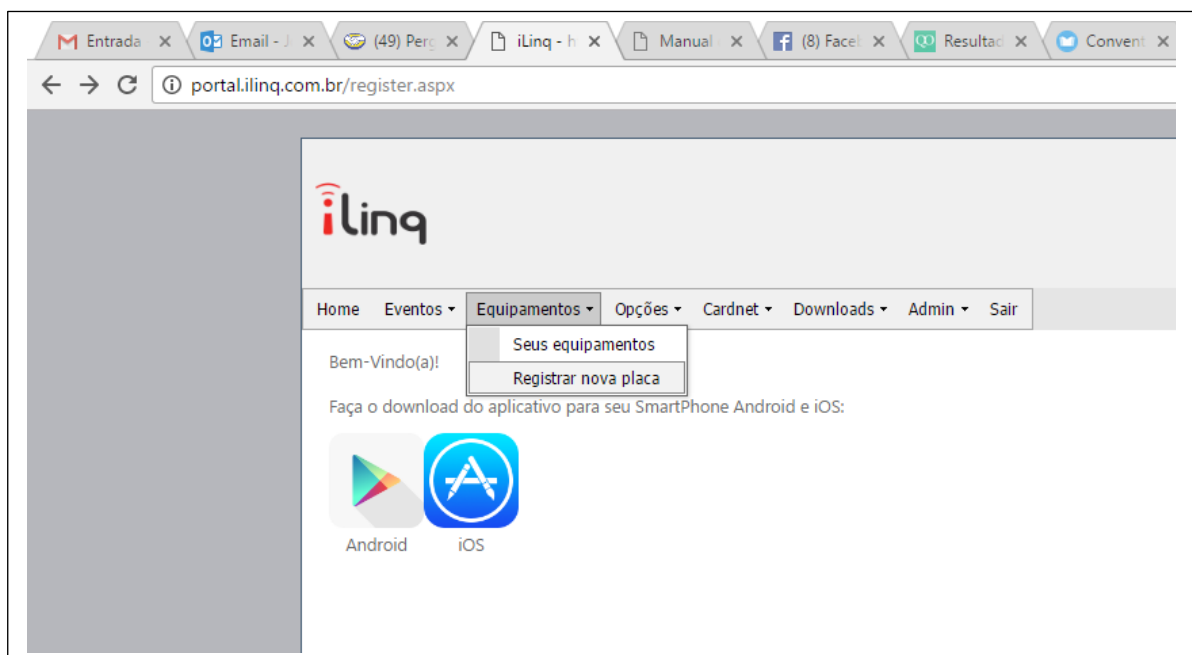 Entrada Email - J (49) Perg iLinq - h Manual (8) Face Resultad Convent
portal.ilinq.com.br/register.aspx
ilinq
Home Eventos Equipamentos Opções Cardnet Downloads Admin Sair
Seus equipamentos
Bem-Vindo(a)!
Registrar nova placa
Faça o download do aplicativo para seu SmartPhone Android e iOS:
Android iOS